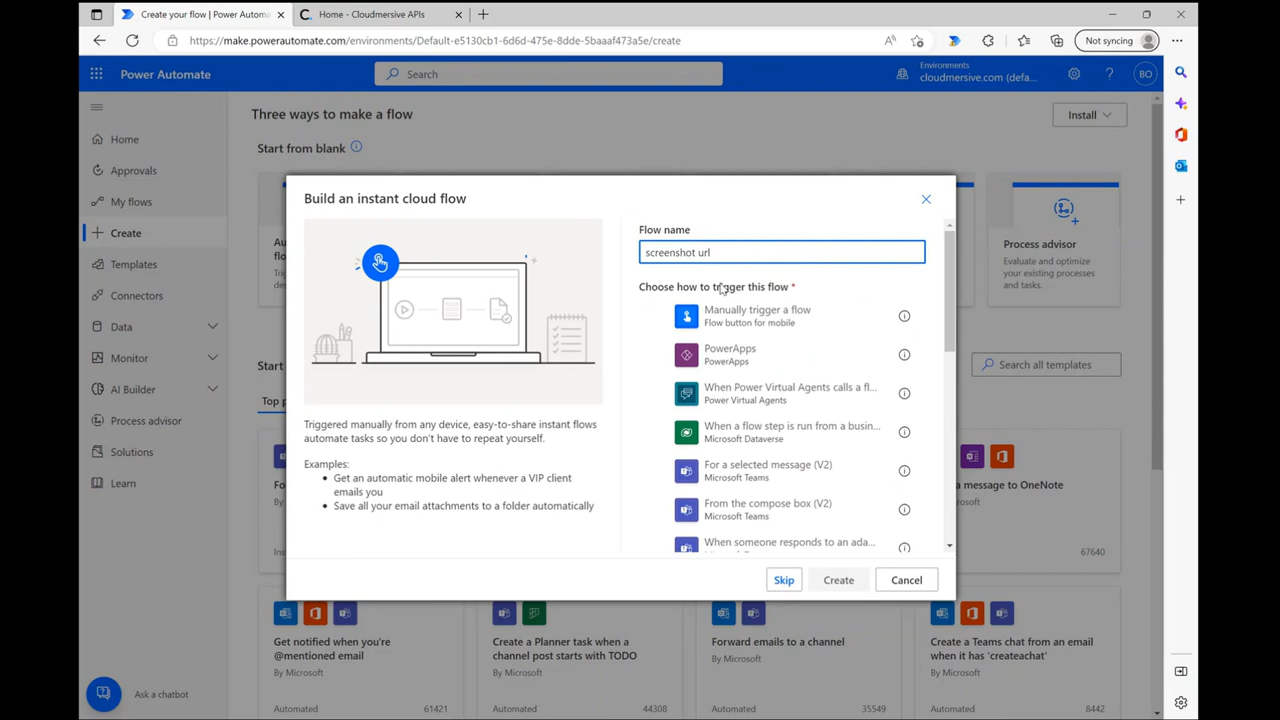 Create your flow | Power Automa
Home - Cloudmersive APIs
https://make.powerautomate.com/environments/Default-e5130cb1-6d6d-475e-8dde-5baaaf473a5e/create
Not syncing
Power Automate
Search
Environments
cloudmersive.com (defa...
BO
Home
Approvals
My flows
Create
Templates
Connectors
Data
Monitor
AI Builder
Process advisor
Solutions
Learn
Ask a chatbot
Three ways to make a flow
Install
Start from blank
Process advisor
Evaluate and optimize
your existing processes
and tasks.
Search all templates
Start
Top p
Build an instant cloud flow
Triggered manually from any device, easy-to-share instant flows
automate tasks so you don't have to repeat yourself.
Examples:
Get an automatic mobile alert whenever a VIP client
emails you
Save all your email attachments to a folder automatically
Flow name
screenshot url
Choose how to trigger this flow *
Manually trigger a flow
Flow button for mobile
PowerApps
PowerApps
When Power Virtual Agents calls a fl...
Power Virtual Agents
When a flow step is run from a busin...
Microsoft Dataverse
For a selected message (V2)
Microsoft Teams
From the compose box (V2)
Microsoft Teams
When someone responds to an ada...
Skip
Create
Cancel
a message to OneNote
67640
Get notified when you're
@mentioned email
By Microsoft
Automated
61421
Create a Planner task when a
channel post starts with TODO
By Microsoft
Automated
44308
Forward emails to a channel
By Microsoft
Automated
35549
Create a Teams chat from an email
when it has 'createachat'
By Microsoft
Automated
8442